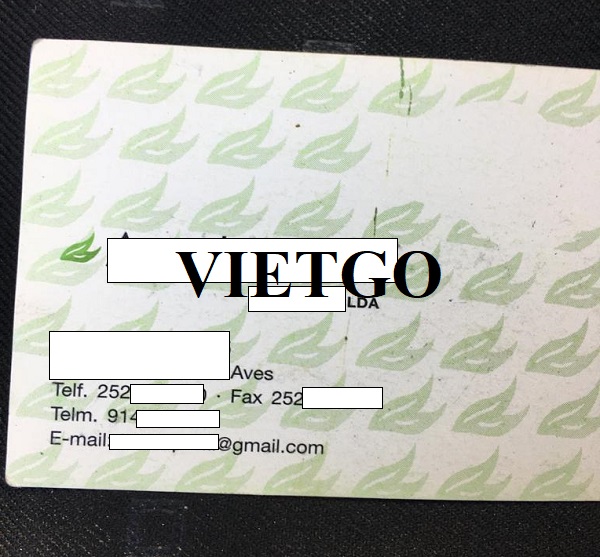 VIETGO
LDA
Aves
Telf. 252 ) · Fax 252
Telm. 914
E-mail: @gmail.com